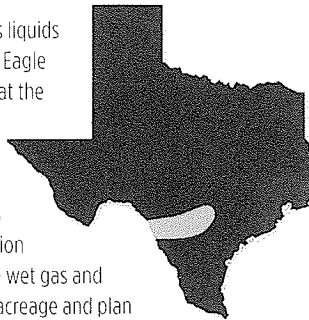 s liquids
Eagle
at the
ion
wet gas and
acreage and plan